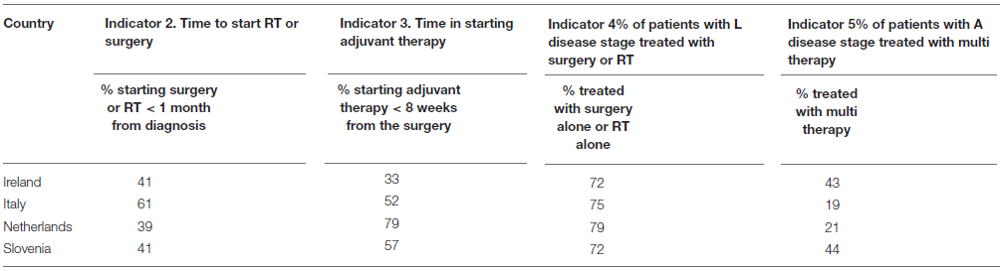 Country Indicator 2. Time to start RT or Indicator 3. Time in starting Indicator 4% of patients with L Indicator 5% of patients with A
surgery adjuvant therapy disease stage treated with disease stage treated with multi
surgery or RT therapy
% starting surgery % starting adjuvant % treated % treated
or RT < 1 month therapy < 8 weeks with surgery with multi
from diagnosis from the surgery alone or RT therapy
alone
Ireland 41 33 72 43
Italy 61 52 75 19
Netherlands 39 79 79 21
Slovenia 41 57 72 44